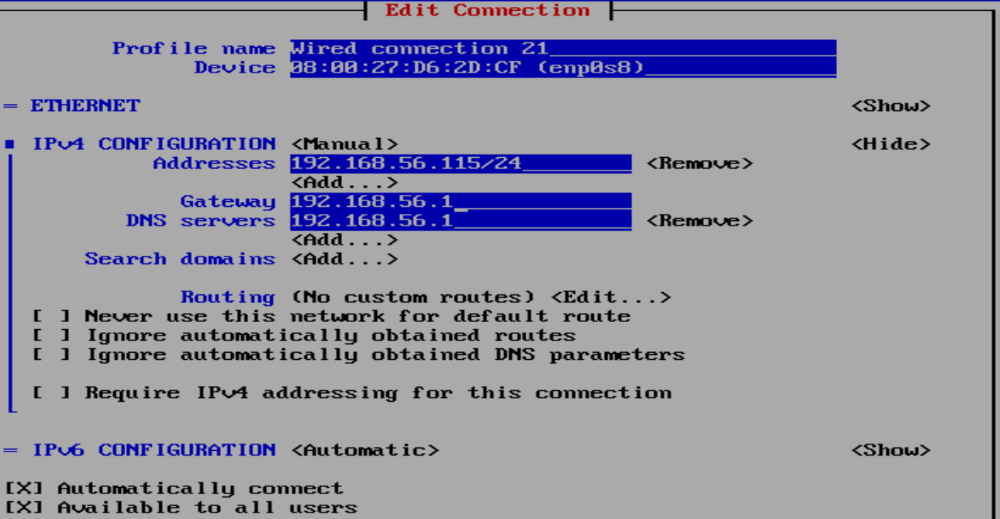 Edit Connection
Profile name Wired connection 21
Device 08:00:27:D6:2D:CF (enp0s8)
= ETHERNET <Show>
IPv4 CONFIGURATION <Manual> <Hide>
Addresses 192.168.56.115/24 <Remove>
<Add...>
Gateway 192.168.56.1
DNS servers 192.168.56.1 <Remove>
<Add...>
Search domains <Add...>
Routing (No custom routes) <Edit...>
[ ] Never use this network for default route
[ ] Ignore automatically obtained routes
[ ] Ignore automatically obtained DNS parameters
[ ] Require IPv4 addressing for this connection
= IPv6 CONFIGURATION <Automatic> <Show>
[X] Automatically connect
[X] Available to all users